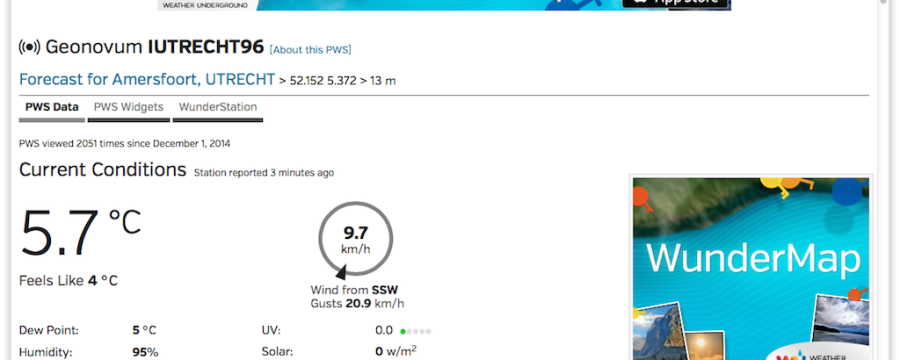 WEATHER UNDERGROUND
App Store
Geonovum IUTRECHT96 [About this PWS]
Forecast for Amersfoort, UTRECHT > 52.152 5.372 > 13 m
PWS Data PWS Widgets WunderStation
PWS viewed 2051 times since December 1, 2014
Current Conditions Station reported 3 minutes ago
5.7 °C
Feels Like 4 °C
9.7
km/h
Wind from SSW
Gusts 20.9 km/h
Dew Point: 5 °C
Humidity: 95%
UV: 0.0
Solar: 0 w/m²
WunderMap
WEATHER